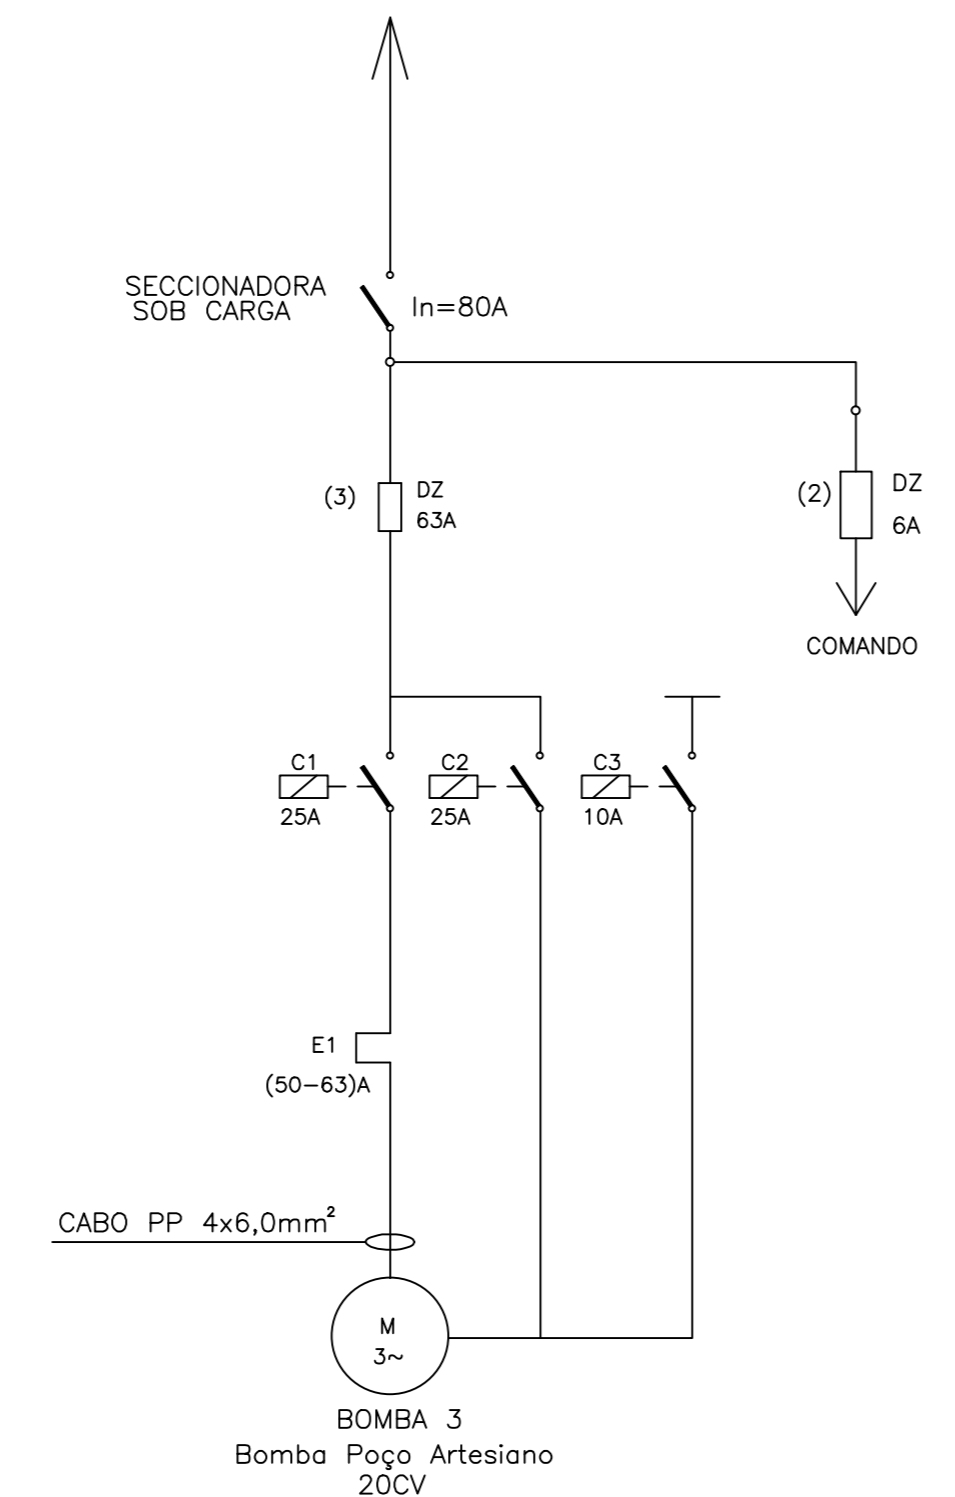 SECCIONADORA
SOB CARGA
In=80A
(3)
DZ
63A
(2)
DZ
6A
COMANDO
C1
25A
C2
25A
C3
10A
E1
(50-63)A
CABO PP 4x6,0mm²
M
3~
BOMBA 3
Bomba Poço Artesiano
20CV